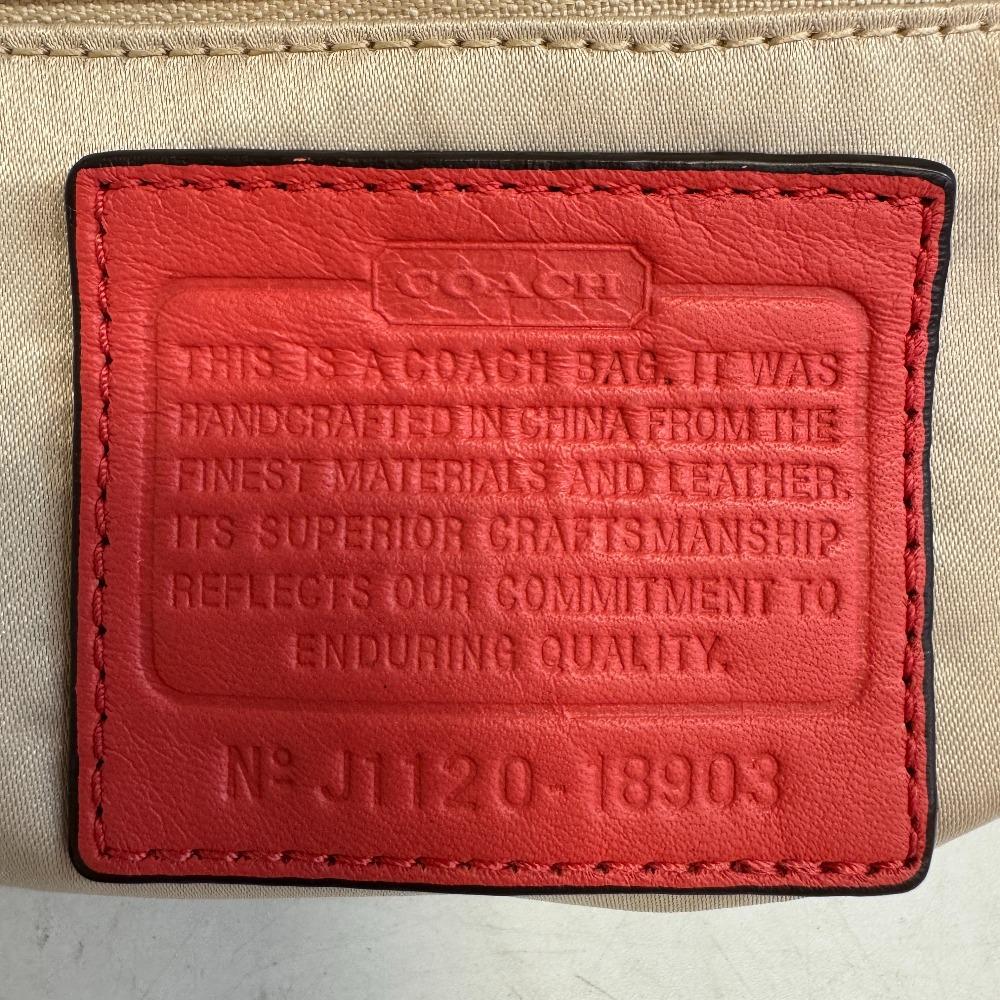 COACH
THIS IS A COACH BAG. IT WAS
HANDCRAFTED IN CHINA FROM THE
FINEST MATERIALS AND LEATHER.
ITS SUPERIOR CRAFTSMANSHIP
REFLECTS OUR COMMITMENT TO
ENDURING QUALITY.
Nº J1120-18903